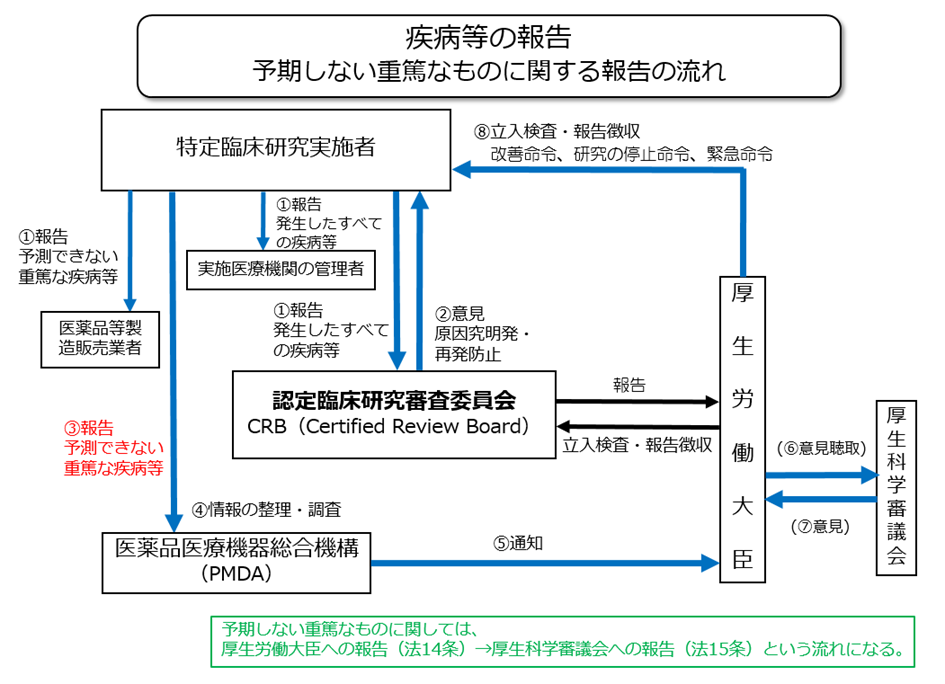 疾病等の報告
予期しない重篤なものに関する報告の流れ
特定臨床研究実施者
⑧立入検査・報告徴収
改善命令、研究の停止命令、緊急命令
①報告
予測できない
重篤な疾病等
①報告
発生したすべて
の疾病等
実施医療機関の管理者
医薬品等製
造販売業者
①報告
発生したすべて
の疾病等
②意見
原因究明発・
再発防止
認定臨床研究審査委員会
CRB（Certified Review Board）
報告
立入検査・報告徴収
厚生労働大臣
(⑥意見聴取)
(⑦意見)
厚生科学審議会
③報告
予測できない
重篤な疾病等
④情報の整理・調査
医薬品医療機器総合機構
（PMDA）
⑤通知
予期しない重篤なものに関しては、
厚生労働大臣への報告（法14条）→厚生科学審議会への報告（法15条）という流れになる。